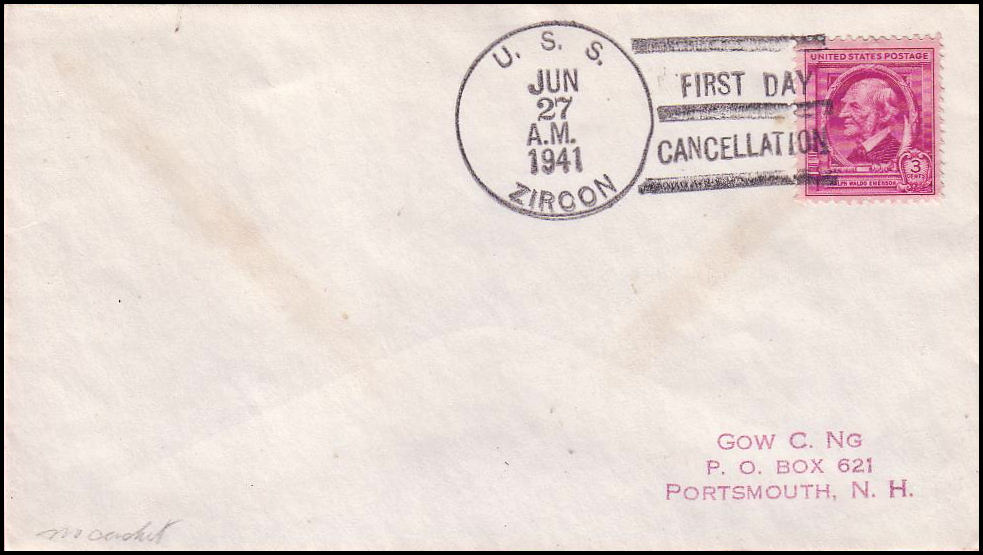 U. S. S.
JUN
27
A.M.
1941
ZIRCON
FIRST DAY
CANCELLATION
UNITED STATES POSTAGE
3
CENTS
RALPH WALDO EMERSON
GOW C. NG
P. O. BOX 621
PORTSMOUTH, N. H.
no cachet